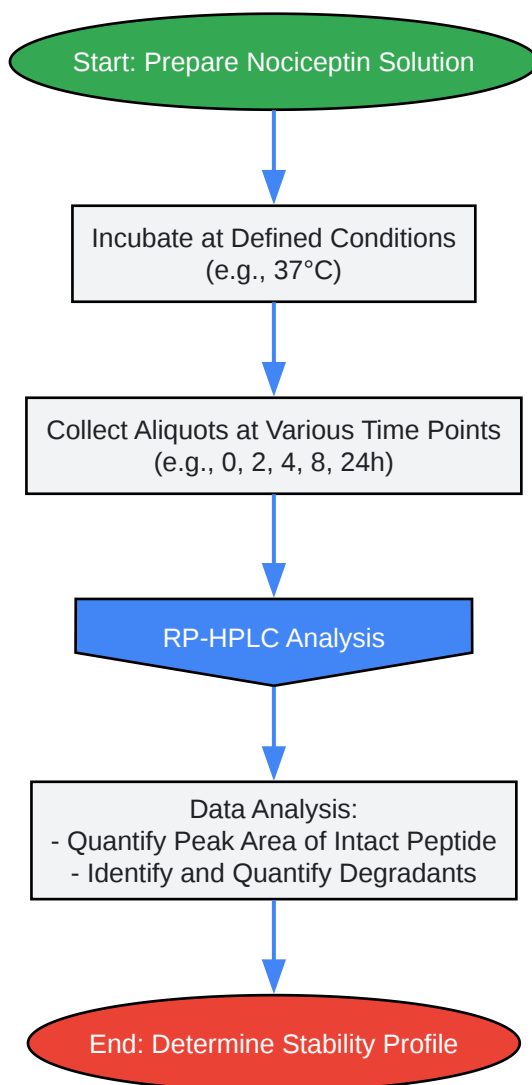 Start: Prepare Nociceptin Solution
Incubate at Defined Conditions
(e.g., 37°C)
Collect Aliquots at Various Time Points
(e.g., 0, 2, 4, 8, 24h)
RP-HPLC Analysis
Data Analysis:
- Quantify Peak Area of Intact Peptide
- Identify and Quantify Degradants
End: Determine Stability Profile